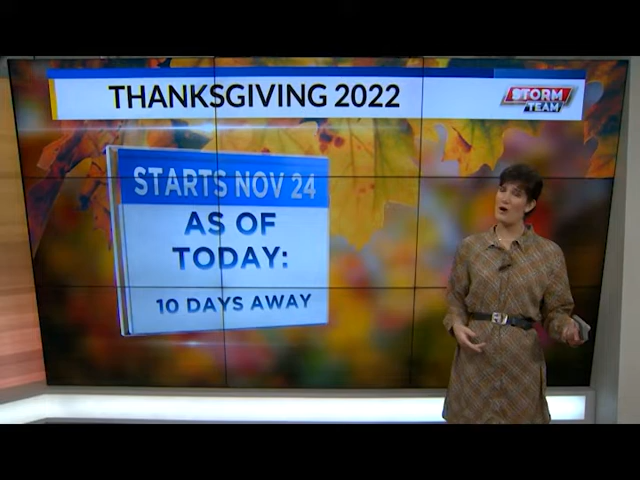 THANKSGIVING 2022
STORM
TEAM
STARTS NOV 24
AS OF
TODAY:
10 DAYS AWAY